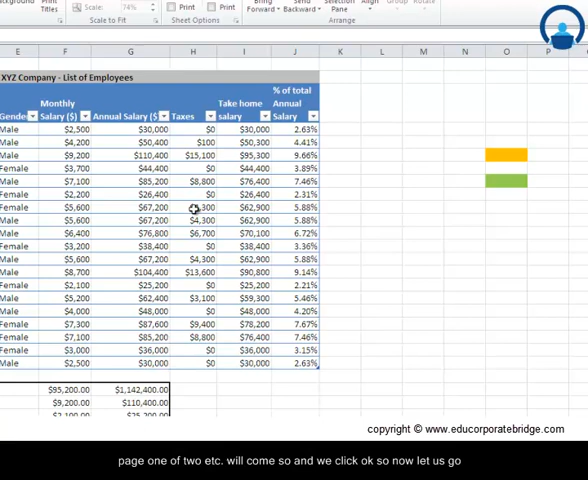 Print
Titles
Scale: 74%
Print
Print
Bring
Forward
Send
Backward
Selection
Pane
Align
Group
Rotate
Scale to Fit
Sheet Options
Arrange
E F G H I J K L M N O P
XYZ Company - List of Employees
Gender Monthly Salary ($) Annual Salary ($) Taxes Take home salary % of total Annual Salary
Male $2,500 $30,000 $0 $30,000 2.63%
Male $4,200 $50,400 $100 $50,300 4.41%
Male $9,200 $110,400 $15,100 $95,300 9.66%
Female $3,700 $44,400 $0 $44,400 3.89%
Male $7,100 $85,200 $8,800 $76,400 7.46%
Female $2,200 $26,400 $0 $26,400 2.31%
Female $5,600 $67,200 ,300 $62,900 5.88%
Male $5,600 $67,200 $4,300 $62,900 5.88%
Male $6,400 $76,800 $6,700 $70,100 6.72%
Female $3,200 $38,400 $0 $38,400 3.36%
Male $5,600 $67,200 $4,300 $62,900 5.88%
Male $8,700 $104,400 $13,600 $90,800 9.14%
Female $2,100 $25,200 $0 $25,200 2.21%
Male $5,200 $62,400 $3,100 $59,300 5.46%
Male $4,000 $48,000 $0 $48,000 4.20%
Female $7,300 $87,600 $9,400 $78,200 7.67%
Female $7,100 $85,200 $8,800 $76,400 7.46%
Female $3,000 $36,000 $0 $36,000 3.15%
Male $2,500 $30,000 $0 $30,000 2.63%
$95,200.00 $1,142,400.00
$9,200.00 $110,400.00
$2,100.00 $25,200.00
copyright © www.educorporatebridge.com
page one of two etc. will come so and we click ok so now let us go